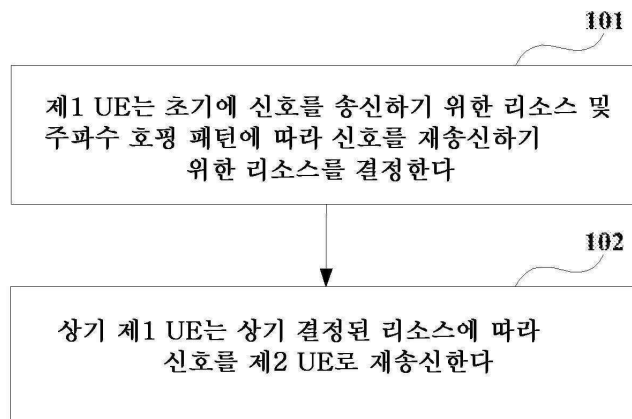 101
제1 UE는 초기에 신호를 송신하기 위한 리소스 및
주파수 호핑 패턴에 따라 신호를 재송신하기
위한 리소스를 결정한다
102
상기 제1 UE는 상기 결정된 리소스에 따라
신호를 제2 UE로 재송신한다